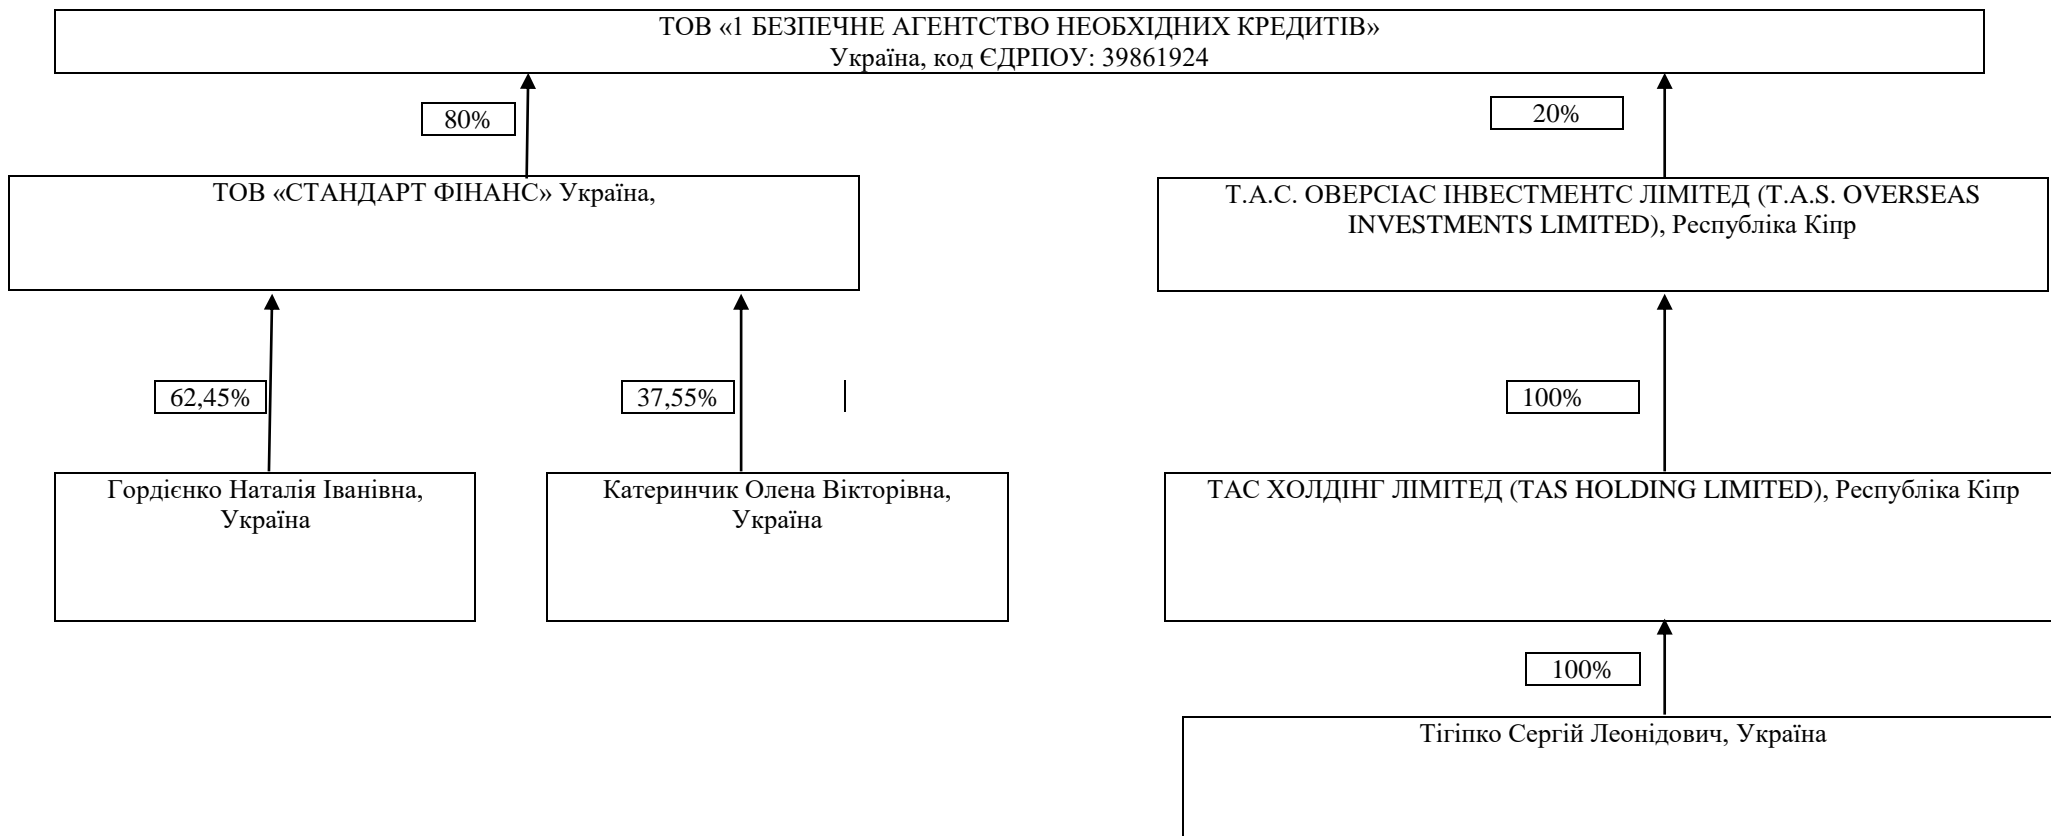 ТОВ «1 БЕЗПЕЧНЕ АГЕНТСТВО НЕОБХІДНИХ КРЕДИТІВ»
Україна, код ЄДРПОУ: 39861924
80%
20%
ТОВ «СТАНДАРТ ФІНАНС» Україна,
Т.А.С. ОВЕРСІАС ІНВЕСТМЕНТС ЛІМІТЕД (T.A.S. OVERSEAS
INVESTMENTS LIMITED), Республіка Кіпр
62,45%
37,55%
100%
Гордієнко Наталія Іванівна,
Україна
Катеринчик Олена Вікторівна,
Україна
ТАС ХОЛДІНГ ЛІМІТЕД (TAS HOLDING LIMITED), Республіка Кіпр
100%
Тігіпко Сергій Леонідович, Україна